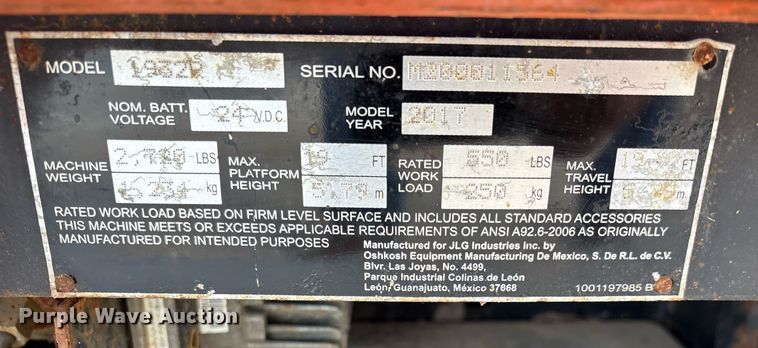 MODEL SERIAL NO. M200011564
NOM. BATT. VOLTAGE 24 V.D.C. MODEL YEAR 2017
MACHINE WEIGHT LBS kg MAX. PLATFORM HEIGHT 19 FT 5.79 m RATED WORK LOAD 550 LBS 250 kg MAX. TRAVEL HEIGHT FT m
RATED WORK LOAD BASED ON FIRM LEVEL SURFACE AND INCLUDES ALL STANDARD ACCESSORIES
THIS MACHINE MEETS OR EXCEEDS APPLICABLE REQUIREMENTS OF ANSI A92.6-2006 AS ORIGINALLY
MANUFACTURED FOR INTENDED PURPOSES
Manufactured for JLG Industries Inc. by
Oshkosh Equipment Manufacturing De Mexico, S. De R.L. de C.V.
Blvr. Las Joyas, No. 4499,
Parque Industrial Colinas de León
León, Guanajuato, México 37668
1001197985 B
Purple Wave Auction